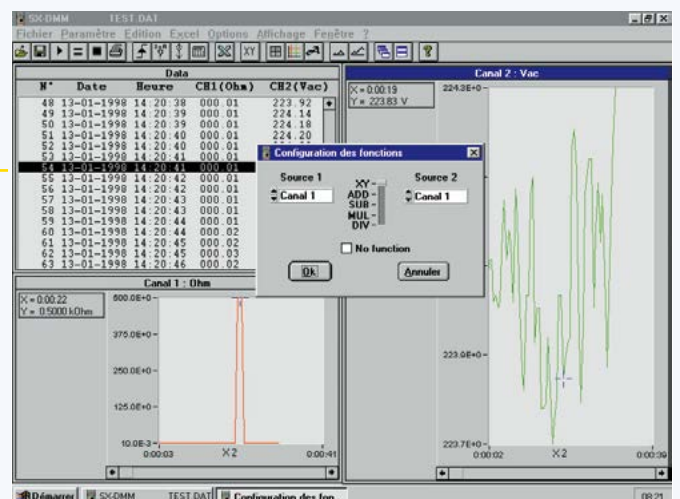 SX-DMM TEST.DAT
Fichier Paramètre Edition Excel Options Affichage Fenêtre ?
Data
N° Date Heure CH1(Ohm) CH2(Vac)
48 13-01-1998 14:20:38 000.01 223.92
49 13-01-1998 14:20:39 000.01 224.14
50 13-01-1998 14:20:39 000.01 224.18
51 13-01-1998 14:20:40 000.01 224.20
52 13-01-1998 14:20:40 000.01
53 13-01-1998 14:20:41 000.01
54 13-01-1998 14:20:41 000.01
55 13-01-1998 14:20:42 000.01
56 13-01-1998 14:20:42 000.01
57 13-01-1998 14:20:43 000.01
58 13-01-1998 14:20:43 000.01
59 13-01-1998 14:20:44 000.01
60 13-01-1998 14:20:44 000.02
61 13-01-1998 14:20:45 000.02
62 13-01-1998 14:20:45 000.03
63 13-01-1998 14:20:46 000.02
Canal 2 : Vac
X = 0:00:19
Y = 223.83 V
224.3E+0
223.9E+0
223.7E+0
0:00:02 X 2 0:00:39
Configuration des fonctions
Source 1
Canal 1
XY
ADD
SUB
MUL
DIV
Source 2
Canal 1
No function
Ok
Annuler
Canal 1 : Ohm
X = 0:00:22
Y = 0.5000 kOhm
500.0E+0
375.0E+0
250.0E+0
125.0E+0
10.0E-3
0:00:03 X 2 0:00:41
Démarrer SX-DMM TEST.DAT Configuration des fon... 08:21